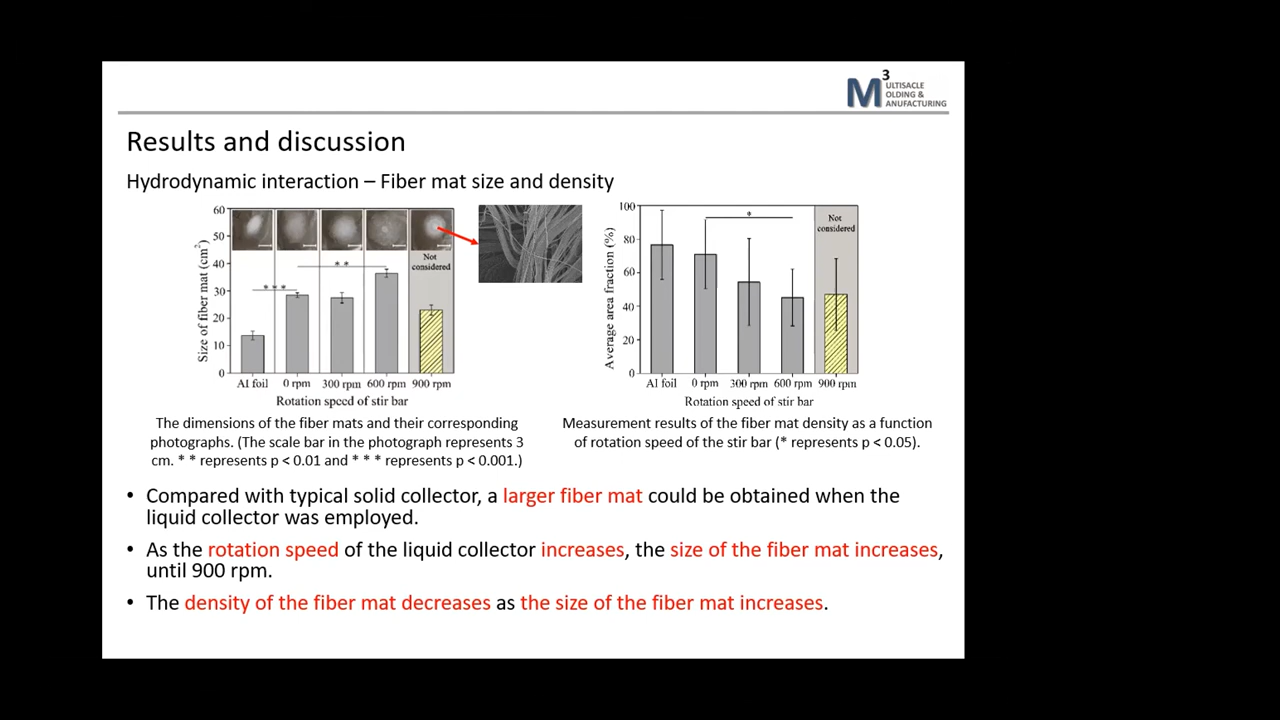 M3
ULTISACLE
OLDING &
ANUFACTURING
Results and discussion
Hydrodynamic interaction – Fiber mat size and density
Size of fiber mat (cm2)
60
50
40
30
20
10
0
* * *
* *
Not
considered
Al foil
0 rpm
300 rpm
600 rpm
900 rpm
Rotation speed of stir bar
Average area fraction (%)
100
80
60
40
20
0
*
Not
considered
Al foil
0 rpm
300 rpm
600 rpm
900 rpm
Rotation speed of stir bar
The dimensions of the fiber mats and their corresponding
photographs. (The scale bar in the photograph represents 3
cm. * * represents p < 0.01 and * * * represents p < 0.001.)
Measurement results of the fiber mat density as a function
of rotation speed of the stir bar (* represents p < 0.05).
• Compared with typical solid collector, a larger fiber mat could be obtained when the
liquid collector was employed.
• As the rotation speed of the liquid collector increases, the size of the fiber mat increases,
until 900 rpm.
• The density of the fiber mat decreases as the size of the fiber mat increases.